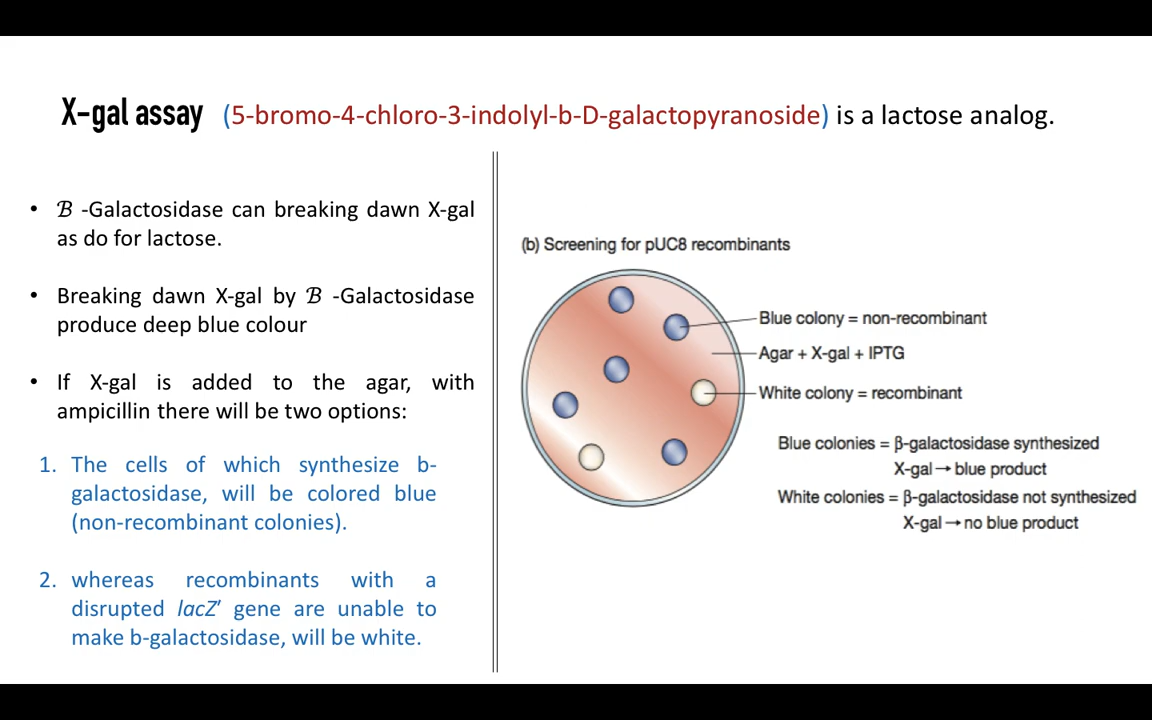 X-gal assay (5-bromo-4-chloro-3-indolyl-b-D-galactopyranoside) is a lactose analog.
• ℬ -Galactosidase can breaking dawn X-gal
as do for lactose.
• Breaking dawn X-gal by ℬ -Galactosidase
produce deep blue colour
• If X-gal is added to the agar, with
ampicillin there will be two options:
1. The cells of which synthesize b-
galactosidase, will be colored blue
(non-recombinant colonies).
2. whereas recombinants with a
disrupted lacZ′ gene are unable to
make b-galactosidase, will be white.
(b) Screening for pUC8 recombinants
Blue colony = non-recombinant
Agar + X-gal + IPTG
White colony = recombinant
Blue colonies = β-galactosidase synthesized
X-gal → blue product
White colonies = β-galactosidase not synthesized
X-gal → no blue product